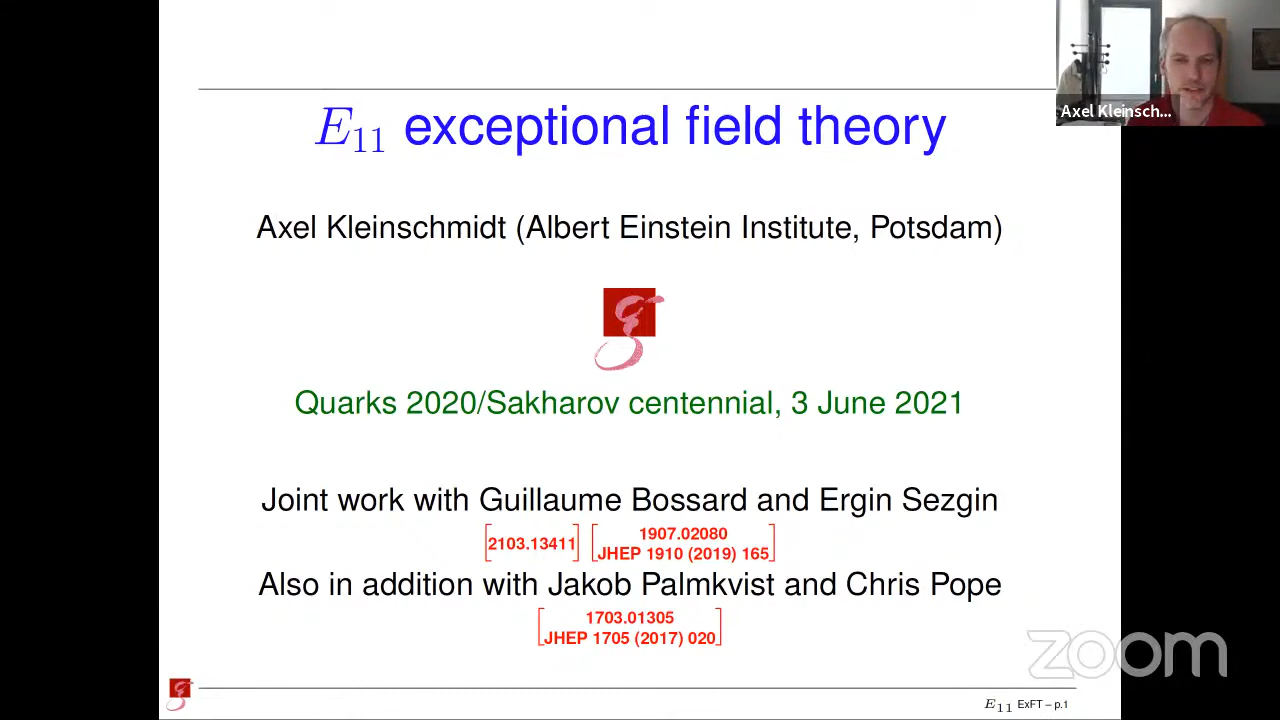 E11 exceptional field theory
Axel Kleinsch...
Axel Kleinschmidt (Albert Einstein Institute, Potsdam)
Quarks 2020/Sakharov centennial, 3 June 2021
Joint work with Guillaume Bossard and Ergin Sezgin
[2103.13411] [1907.02080
JHEP 1910 (2019) 165]
Also in addition with Jakob Palmkvist and Chris Pope
[1703.01305
JHEP 1705 (2017) 020]
zoom
E11 ExFT – p.1